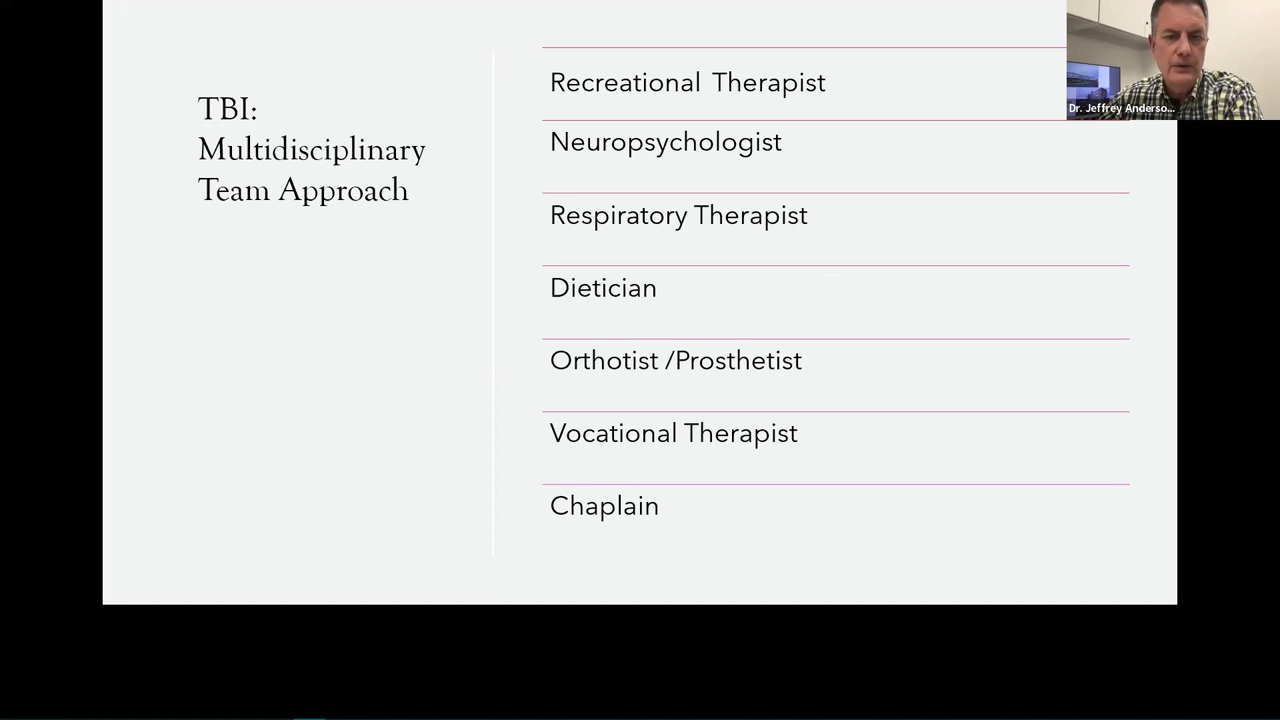 TBI:
Multidisciplinary
Team Approach
Recreational Therapist
Neuropsychologist
Respiratory Therapist
Dietician
Orthotist /Prosthetist
Vocational Therapist
Chaplain
Dr. Jeffrey Anderso...